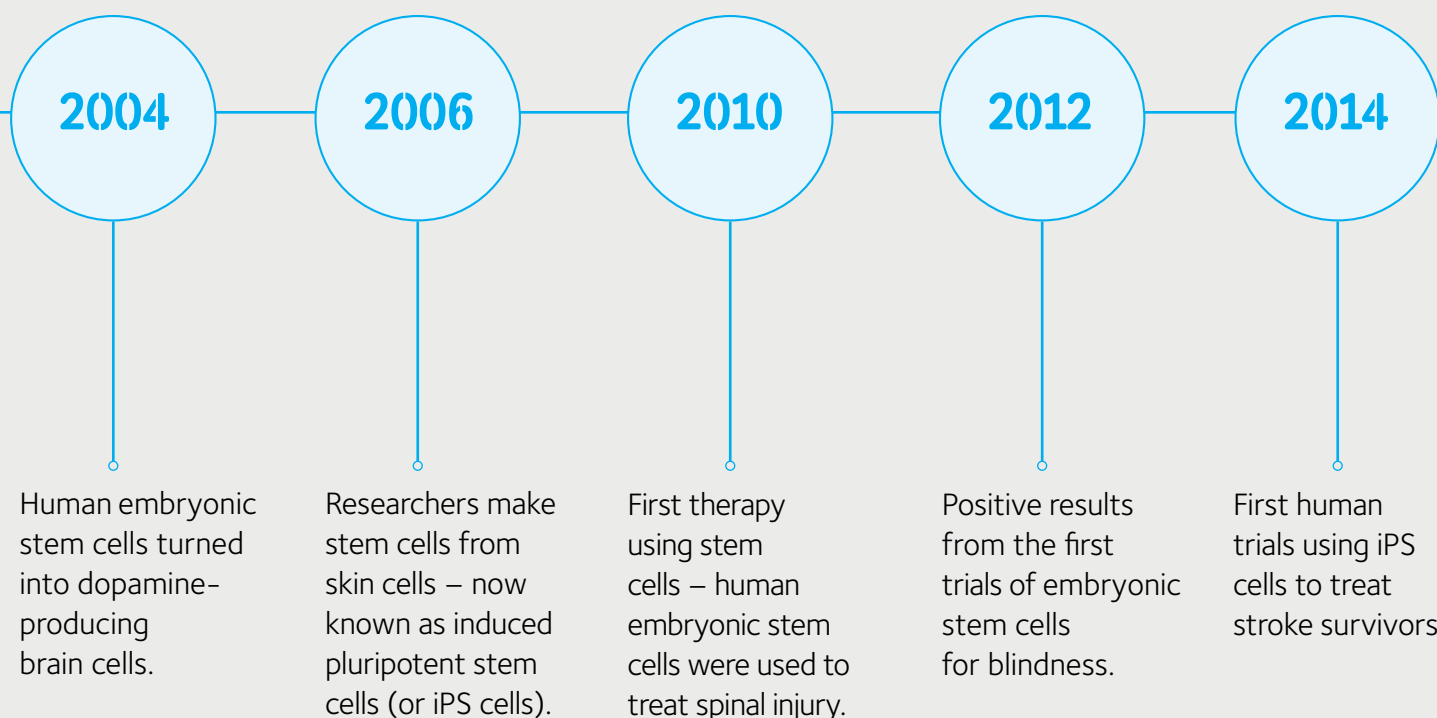 2004
2006
2010
2012
2014
Human embryonic
stem cells turned
into dopamine-
producing
brain cells.
Researchers make
stem cells from
skin cells – now
known as induced
pluripotent stem
cells (or iPS cells).
First therapy
using stem
cells – human
embryonic stem
cells were used to
treat spinal injury.
Positive results
from the first
trials of embryonic
stem cells
for blindness.
First human
trials using iPS
cells to treat
stroke survivors